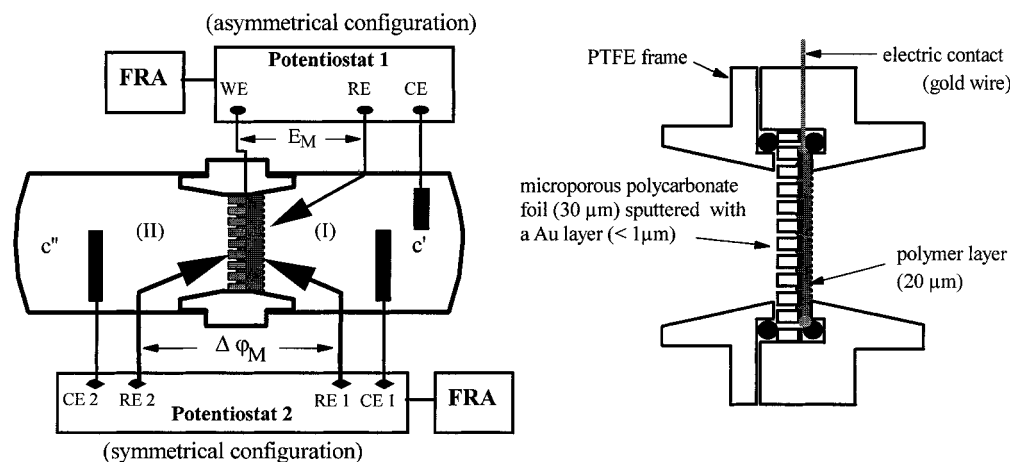 (asymmetrical configuration)
Potentiostat 1
FRA
WE
RE
CE
E_M
c''
(II)
(I)
c'
Δ φ_M
CE 2
RE 2
RE 1
CE 1
Potentiostat 2
FRA
(symmetrical configuration)
PTFE frame
electric contact
(gold wire)
microporous polycarbonate
foil (30 µm) sputtered with
a Au layer (< 1µm)
polymer layer
(20 µm)